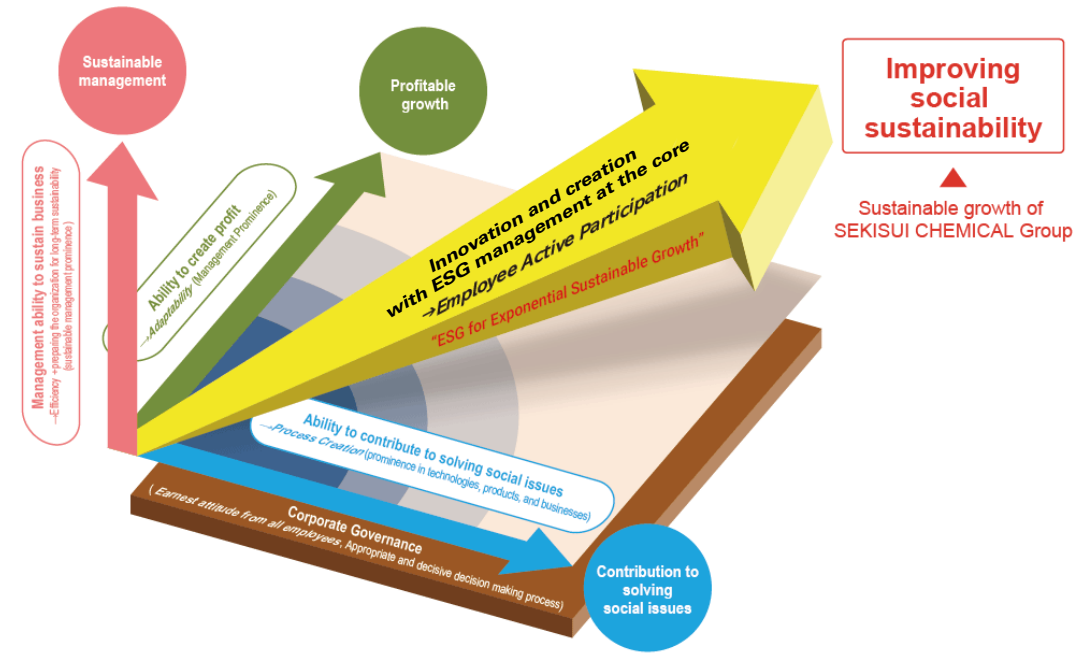 Sustainable
management
Profitable
growth
Improving
social
sustainability
Sustainable growth of
SEKISUI CHEMICAL Group
Management ability to sustain business
→Efficiency +preparing the organization for long-term sustainability
(sustainable management prominence)
Ability to create profit
→Adaptability (Management Prominence)
Innovation and creation
with ESG management at the core
→Employee Active Participation
"ESG for Exponential Sustainable Growth"
Ability to contribute to solving social issues
→Process Creation (prominence in technologies, products, and businesses)
Corporate Governance
( Earnest attiaude from all employees, Appropriate and decisive decision making process)
Contribution to
solving
social issues